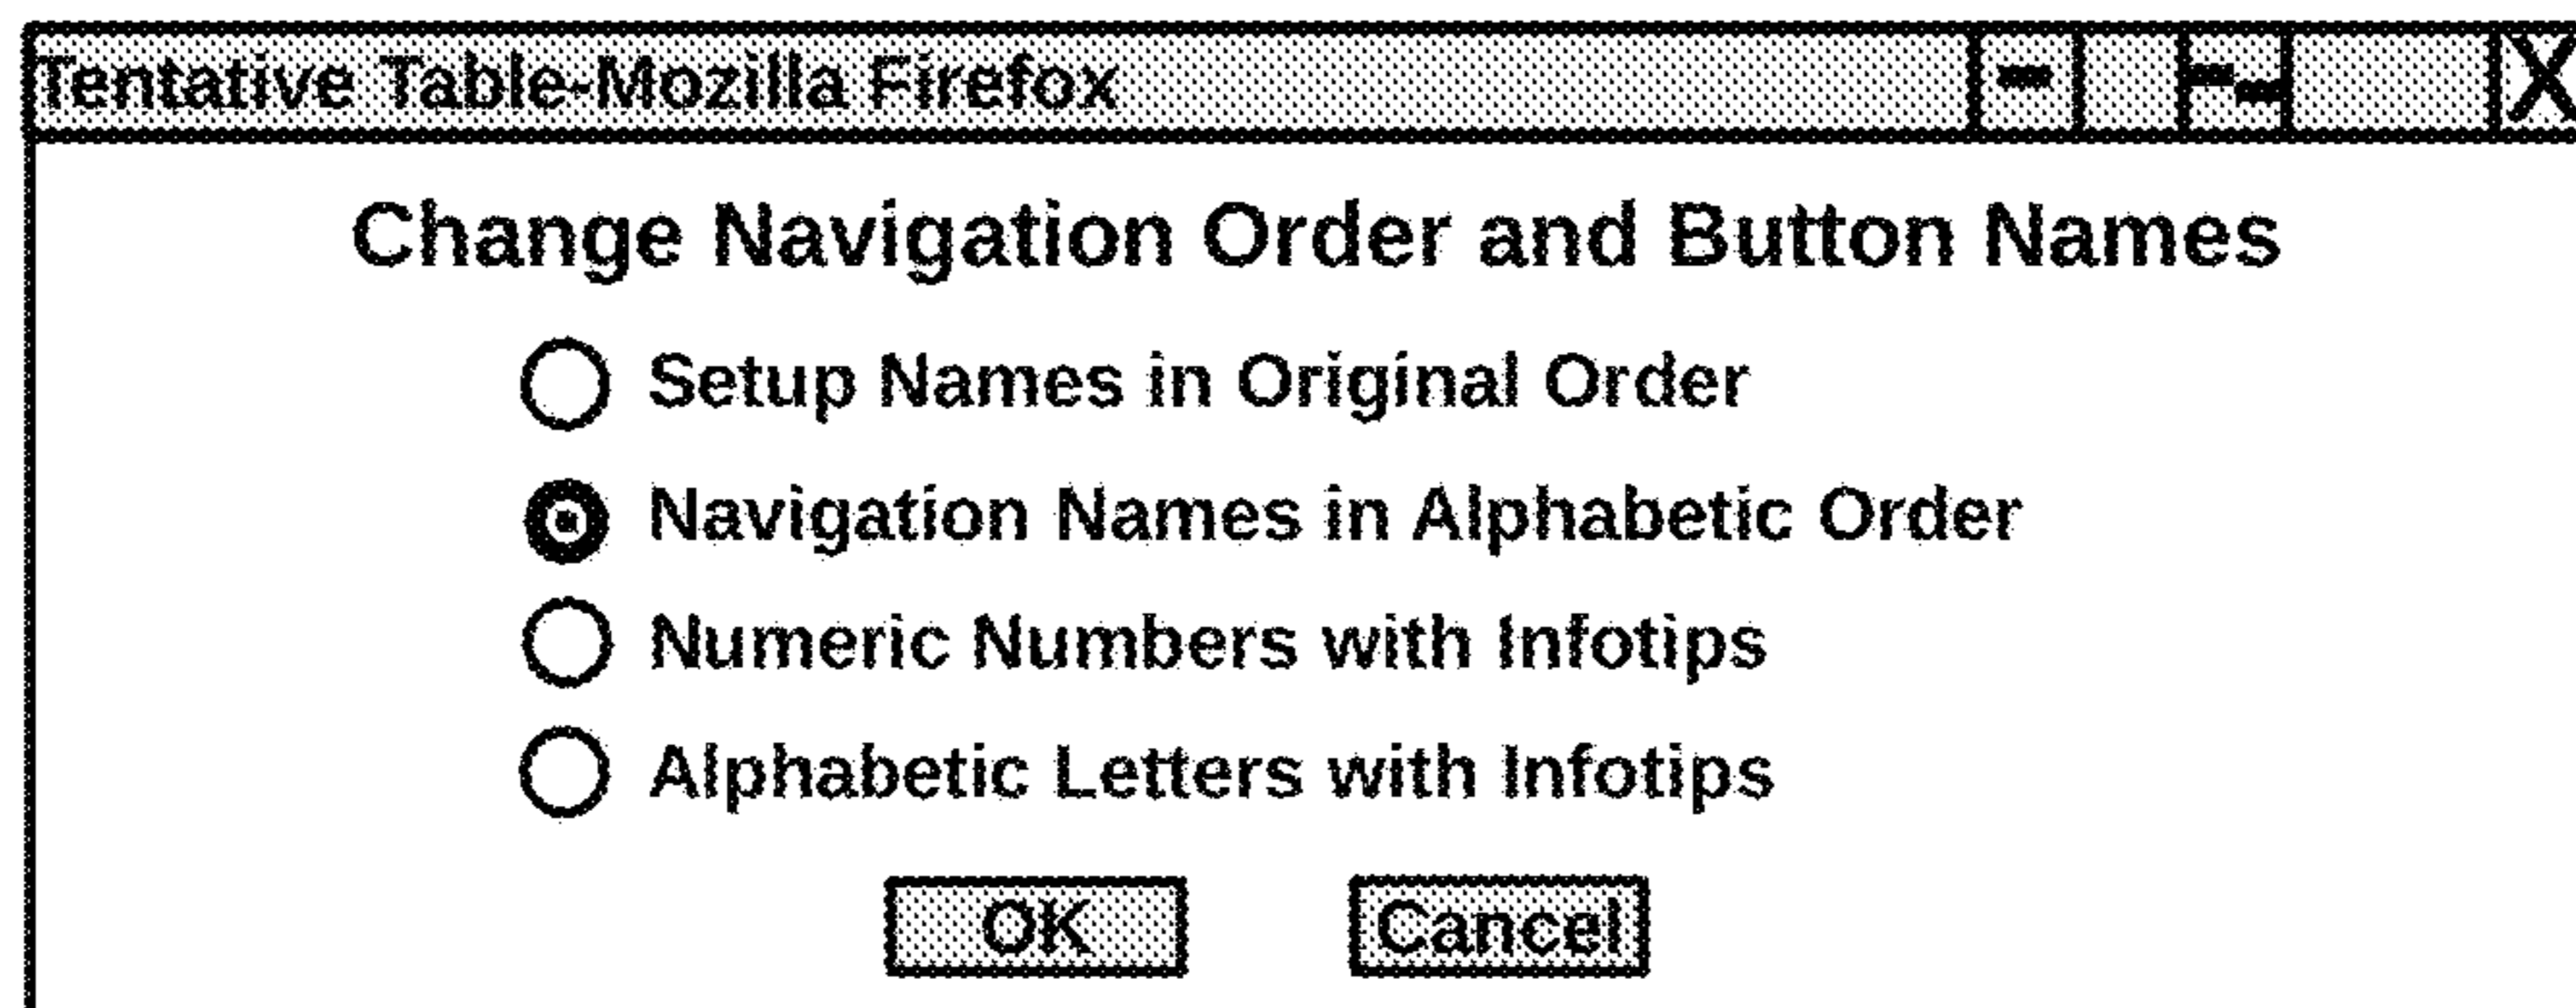 Tentative Table-Mozilla Firefox X
Change Navigation Order and Button Names
Setup Names in Original Order
Navigation Names in Alphabetic Order
Numeric Numbers with Infotips
Alphabetic Letters with Infotips
OK Cancel